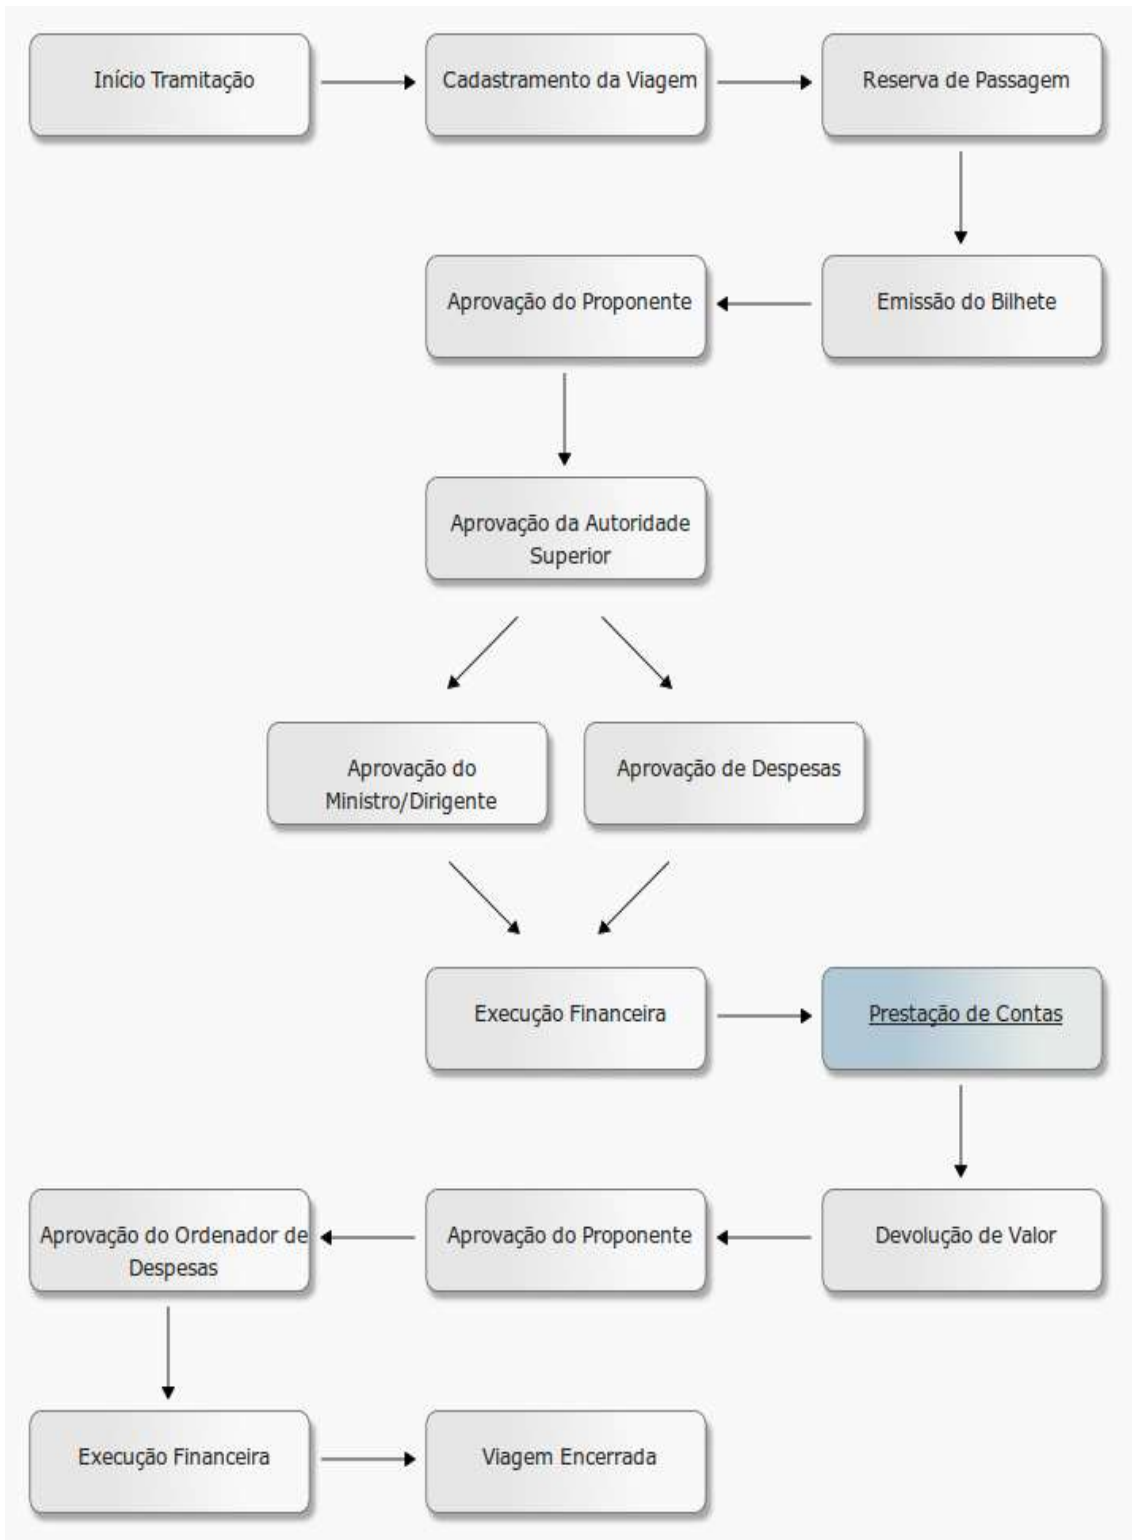 Início Tramitação
Cadastramento da Viagem
Reserva de Passagem
Emissão do Bilhete
Aprovação do Proponente
Aprovação da Autoridade
Superior
Aprovação do
Ministro/Dirigente
Aprovação de Despesas
Execução Financeira
Prestação de Contas
Devolução de Valor
Aprovação do Proponente
Aprovação do Ordenador de
Despesas
Execução Financeira
Viagem Encerrada